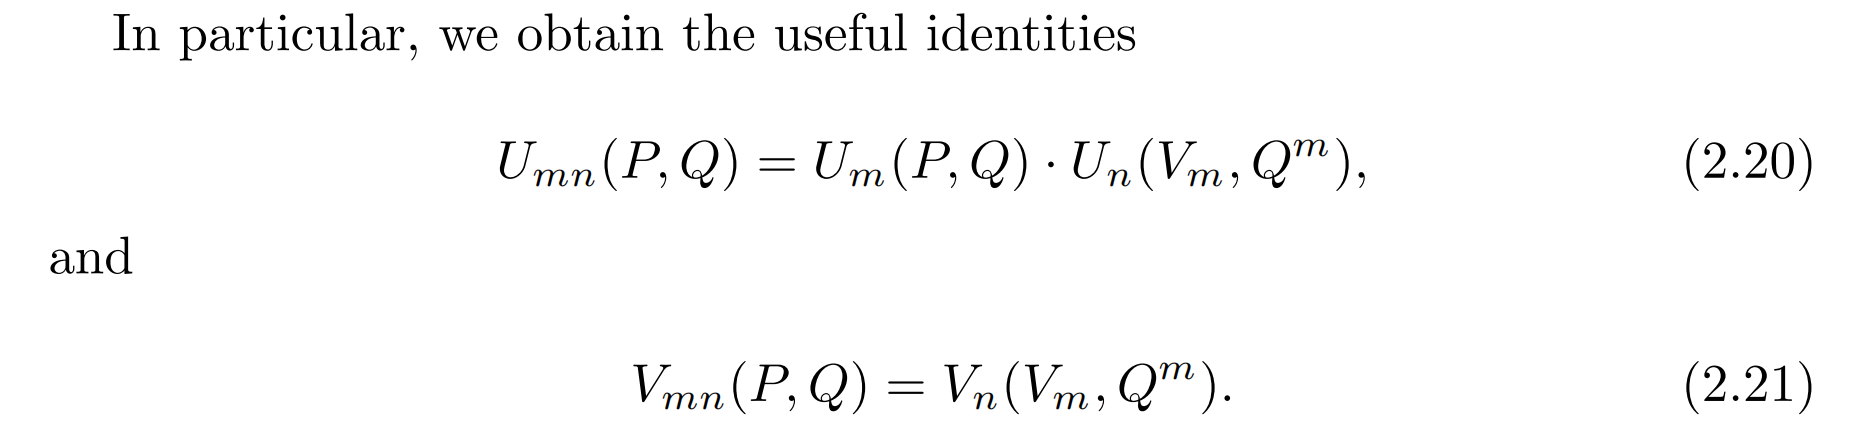 In particular, we obtain the useful identities
U_{mn}(P, Q) = U_m(P, Q) · U_n(V_m, Q^m), (2.20)
and
V_{mn}(P, Q) = V_n(V_m, Q^m). (2.21)